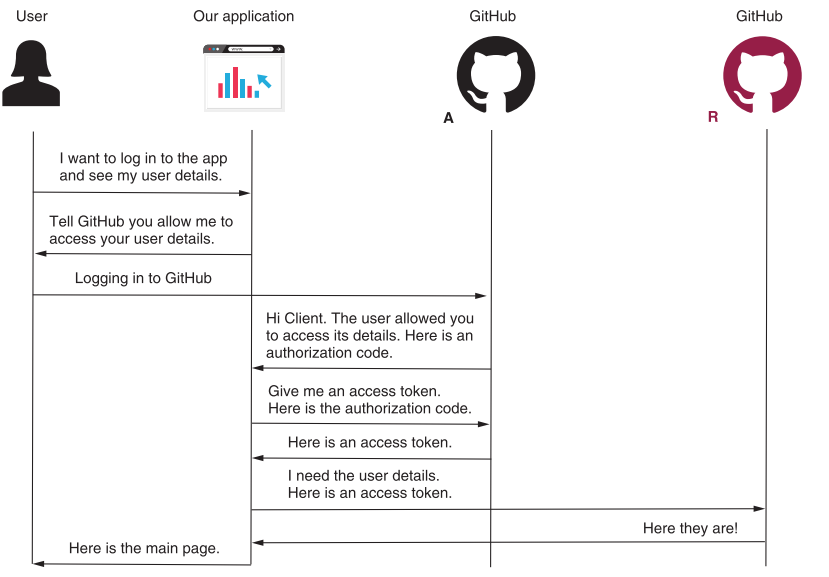 User
Our application
GitHub
GitHub
www.
A
R
I want to log in to the app
and see my user details.
Tell GitHub you allow me to
access your user details.
Logging in to GitHub
Hi Client. The user allowed you
to access its details. Here is an
authorization code.
Give me an access token.
Here is the authorization code.
Here is an access token.
I need the user details.
Here is an access token.
Here they are!
Here is the main page.